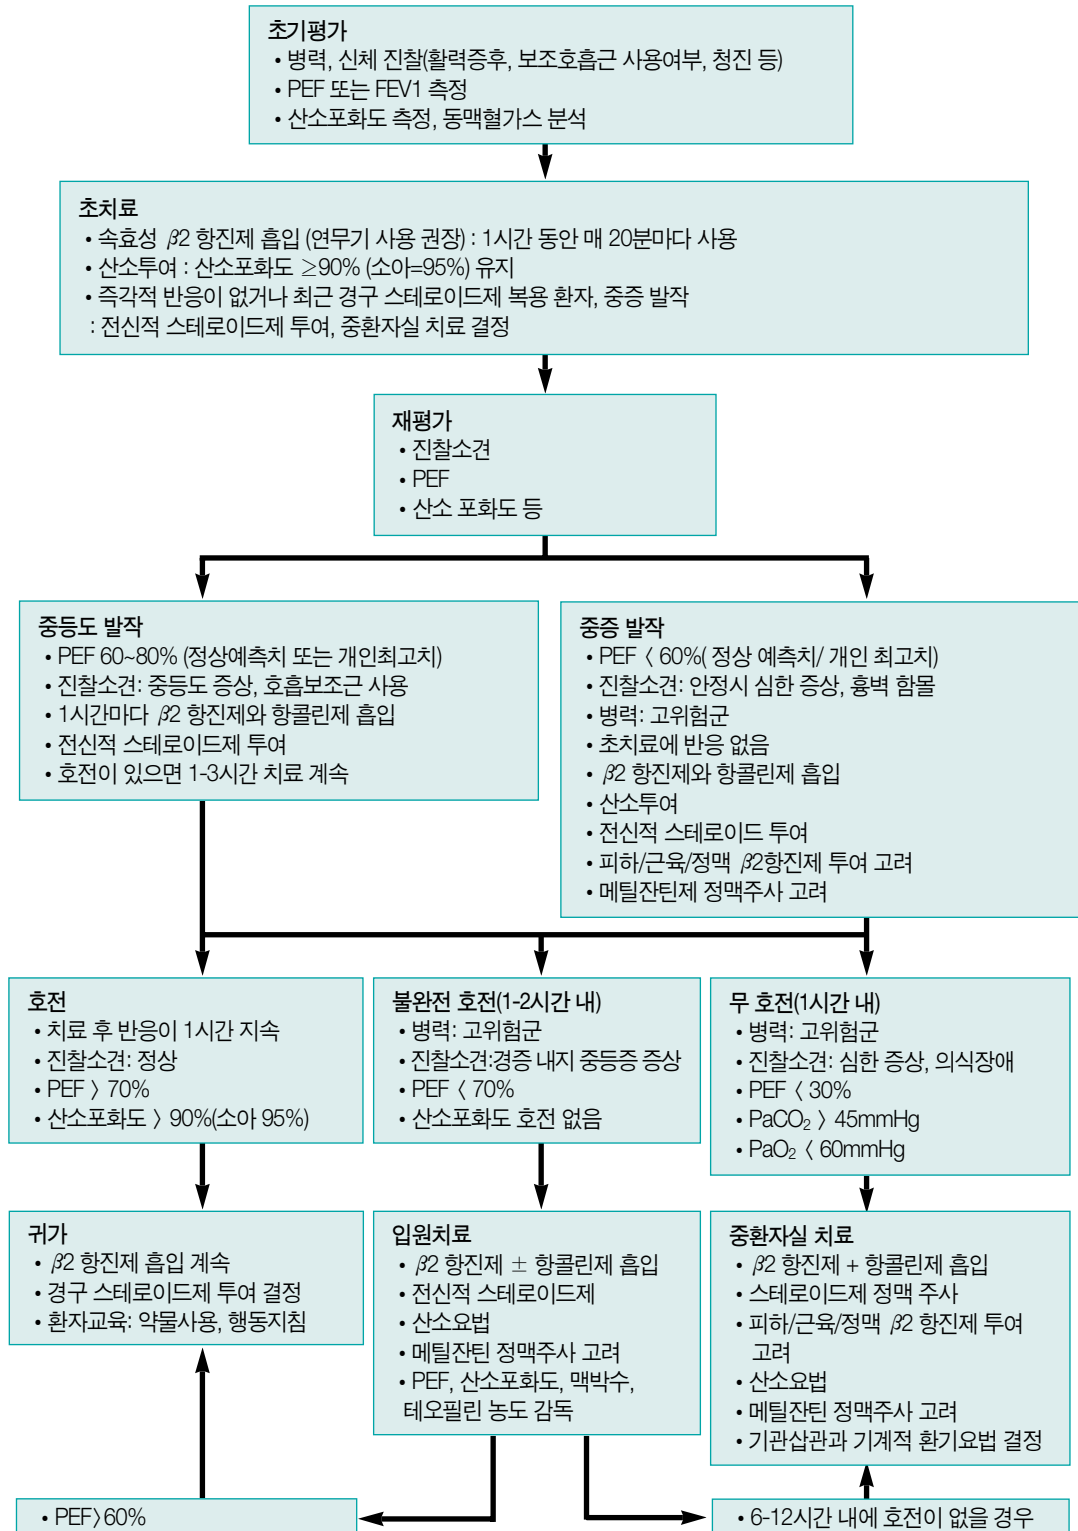 초기평가
• 병력, 신체 진찰(활력증후, 보조호흡근 사용여부, 청진 등)
• PEF 또는 FEV1 측정
• 산소포화도 측정, 동맥혈가스 분석
초치료
• 속효성 β2 항진제 흡입 (연무기 사용 권장) : 1시간 동안 매 20분마다 사용
• 산소투여 : 산소포화도 ≥90% (소아=95%) 유지
• 즉각적 반응이 없거나 최근 경구 스테로이드제 복용 환자, 중증 발작
: 전신적 스테로이드제 투여, 중환자실 치료 결정
재평가
• 진찰소견
• PEF
• 산소 포화도 등
중등도 발작
• PEF 60~80% (정상예측치 또는 개인최고치)
• 진찰소견: 중등도 증상, 호흡보조근 사용
• 1시간마다 β2 항진제와 항콜린제 흡입
• 전신적 스테로이드제 투여
• 호전이 있으면 1-3시간 치료 계속
중증 발작
• PEF < 60%( 정상 예측치/ 개인 최고치)
• 진찰소견: 안정시 심한 증상, 흉벽 함몰
• 병력: 고위험군
• 초치료에 반응 없음
• β2 항진제와 항콜린제 흡입
• 산소투여
• 전신적 스테로이드 투여
• 피하/근육/정맥 β2항진제 투여 고려
• 메틸잔틴제 정맥주사 고려
호전
• 치료 후 반응이 1시간 지속
• 진찰소견: 정상
• PEF > 70%
• 산소포화도 > 90%(소아 95%)
불완전 호전(1-2시간 내)
• 병력: 고위험군
• 진찰소견:경증 내지 중등증 증상
• PEF < 70%
• 산소포화도 호전 없음
무 호전(1시간 내)
• 병력: 고위험군
• 진찰소견: 심한 증상, 의식장애
• PEF < 30%
• PaCO₂ > 45mmHg
• PaO₂ < 60mmHg
귀가
• β2 항진제 흡입 계속
• 경구 스테로이드제 투여 결정
• 환자교육: 약물사용, 행동지침
입원치료
• β2 항진제 ± 항콜린제 흡입
• 전신적 스테로이드제
• 산소요법
• 메틸잔틴 정맥주사 고려
• PEF, 산소포화도, 맥박수,
테오필린 농도 감독
중환자실 치료
• β2 항진제 + 항콜린제 흡입
• 스테로이드제 정맥 주사
• 피하/근육/정맥 β2 항진제 투여
고려
• 산소요법
• 메틸잔틴 정맥주사 고려
• 기관삽관과 기계적 환기요법 결정
• PEF>60%
• 6-12시간 내에 호전이 없을 경우